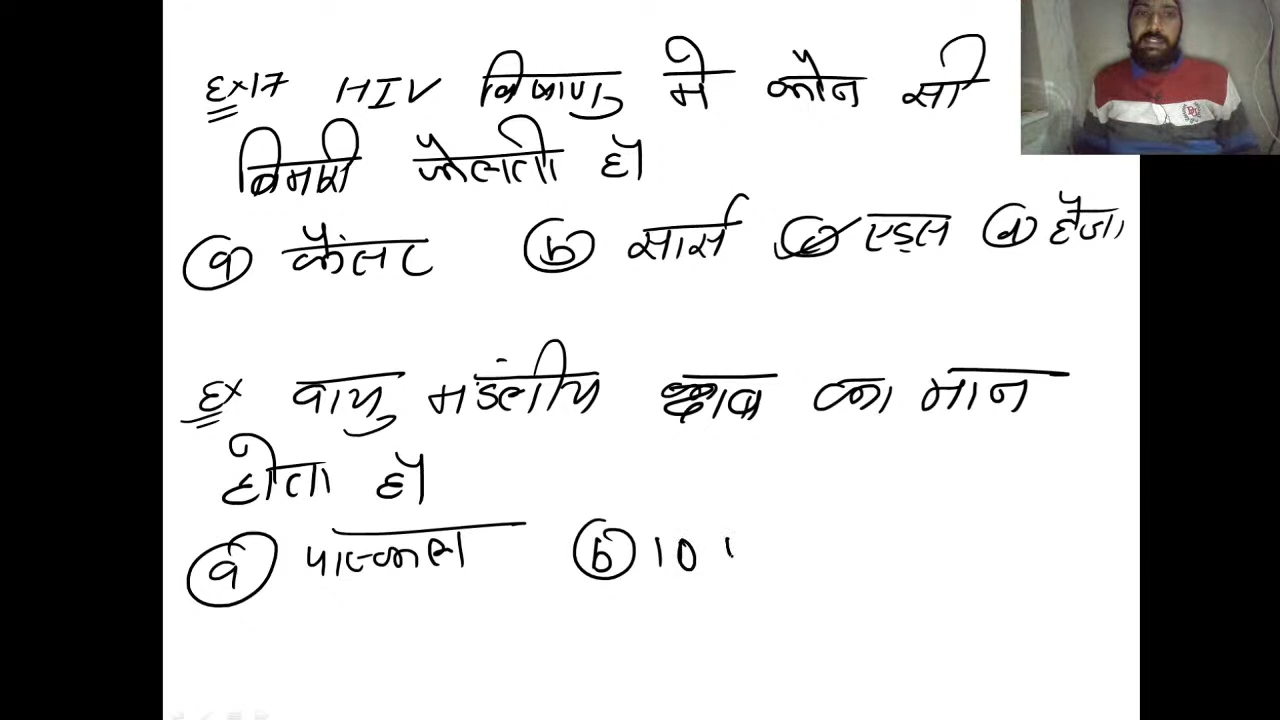 Ex17 HIV विषाणु मे कौन सी
बिमारी फैलती है
(a) कैंसर (b) सार्स (c) एड्स (d) हैजा
Ex वायु मंडलीय दाब का मान
होता है
(a) पास्कल (b) 10